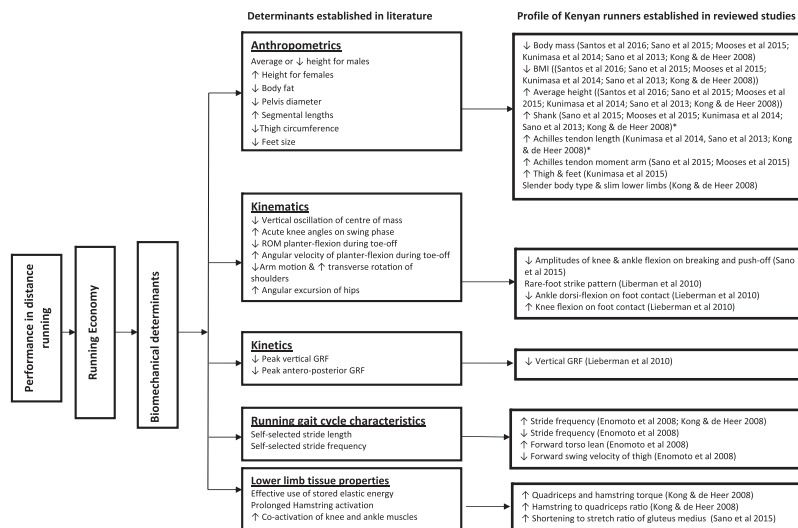 Determinants established in literature
Profile of Kenyan runners established in reviewed studies
Performance in distance
running
Running Economy
Biomechanical determinants
Anthropometrics
Average or ↓ height for males
↑ Height for females
↓ Body fat
↓ Pelvis diameter
↑ Segmental lengths
↓Thigh circumference
↓ Feet size
↓ Body mass (Santos et al 2016; Sano et al 2015; Mooses et al 2015;
Kunimasa et al 2014; Sano et al 2013; Kong & de Heer 2008)
↓ BMI ((Santos et al 2016; Sano et al 2015; Mooses et al 2015;
Kunimasa et al 2014; Sano et al 2013; Kong & de Heer 2008))
↑ Average height ((Santos et al 2016; Sano et al 2015; Mooses et al
2015; Kunimasa et al 2014; Sano et al 2013; Kong & de Heer 2008))
↑ Shank (Sano et al 2015; Mooses et al 2015; Kunimasa et al 2014;
Sano et al 2013; Kong & de Heer 2008)*
↑ Achilles tendon length (Kunimasa et al 2014, Sano et al 2013; Kong
& de Heer 2008)*
↑ Achilles tendon moment arm (Sano et al 2015; Mooses et al 2015)
↑ Thigh & feet (Kunimasa et al 2015)
Slender body type & slim lower limbs (Kong & de Heer 2008)
Kinematics
↓ Vertical oscillation of centre of mass
↑ Acute knee angles on swing phase
↓ ROM planter-flexion during toe-off
↑ Angular velocity of planter-flexion during toe-off
↓Arm motion & ↑ transverse rotation of
shoulders
↑ Angular excursion of hips
↓ Amplitudes of knee & ankle flexion on breaking and push-off (Sano
et al 2015)
Rare-foot strike pattern (Liberman et al 2010)
↓ Ankle dorsi-flexion on foot contact (Lieberman et al 2010)
↑ Knee flexion on foot contact (Lieberman et al 2010)
Kinetics
↓ Peak vertical GRF
↓ Peak antero-posterior GRF
↓ Vertical GRF (Lieberman et al 2010)
Running gait cycle characteristics
Self-selected stride length
Self-selected stride frequency
↑ Stride frequency (Enomoto et al 2008; Kong & de Heer 2008)
↓ Stride frequency (Enomoto et al 2008)
↑ Forward torso lean (Enomoto et al 2008)
↓ Forward swing velocity of thigh (Enomoto et al 2008)
Lower limb tissue properties
Effective use of stored elastic energy
Prolonged Hamstring activation
↑ Co-activation of knee and ankle muscles
↑ Quadriceps and hamstring torque (Kong & de Heer 2008)
↑ Hamstring to quadriceps ratio (Kong & de Heer 2008)
↑ Shortening to stretch ratio of gluteus medius (Sano et al 2015)